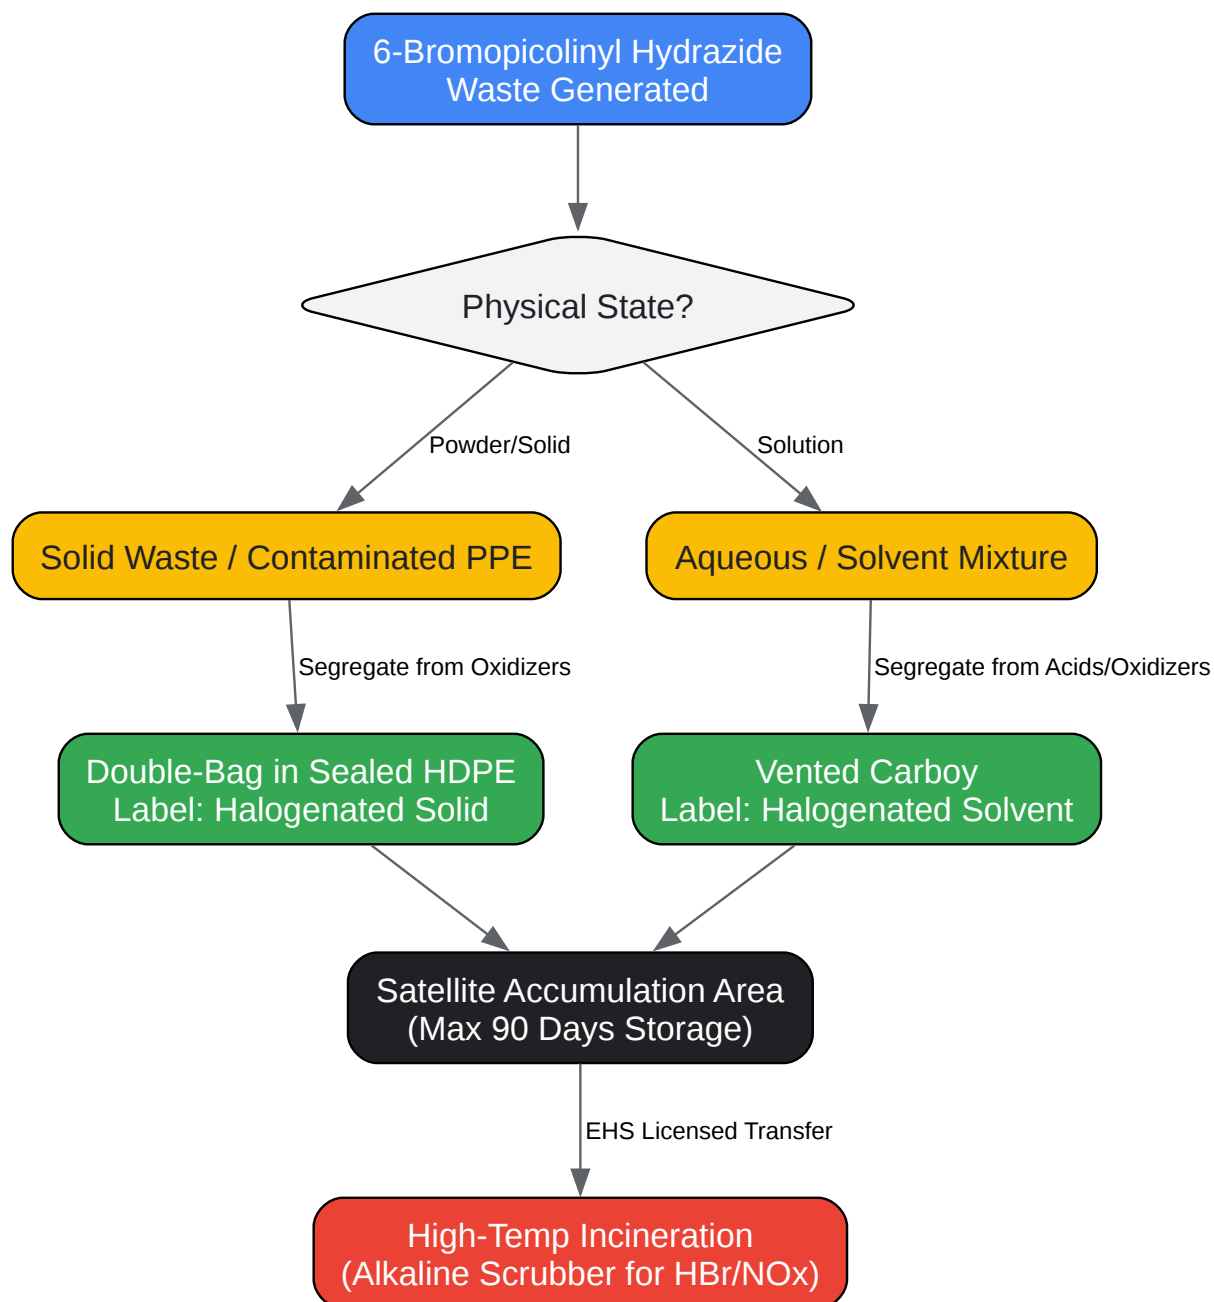 6-Bromopicolinyl Hydrazide
Waste Generated
Physical State?
Powder/Solid
Solution
Solid Waste / Contaminated PPE
Aqueous / Solvent Mixture
Segregate from Oxidizers
Segregate from Acids/Oxidizers
Double-Bag in Sealed HDPE
Label: Halogenated Solid
Vented Carboy
Label: Halogenated Solvent
Satellite Accumulation Area
(Max 90 Days Storage)
EHS Licensed Transfer
High-Temp Incineration
(Alkaline Scrubber for HBr/NOx)